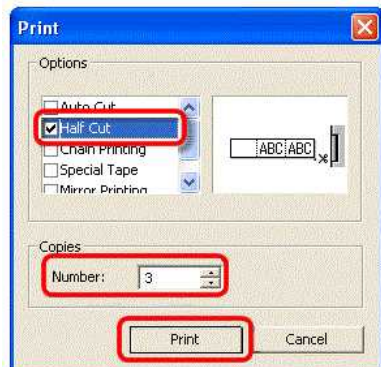 Print
Options
Auto Cut
Half Cut
Chain Printing
Special Tape
Mirror Printing
ABC ABC
Copies
Number: 3
Print Cancel